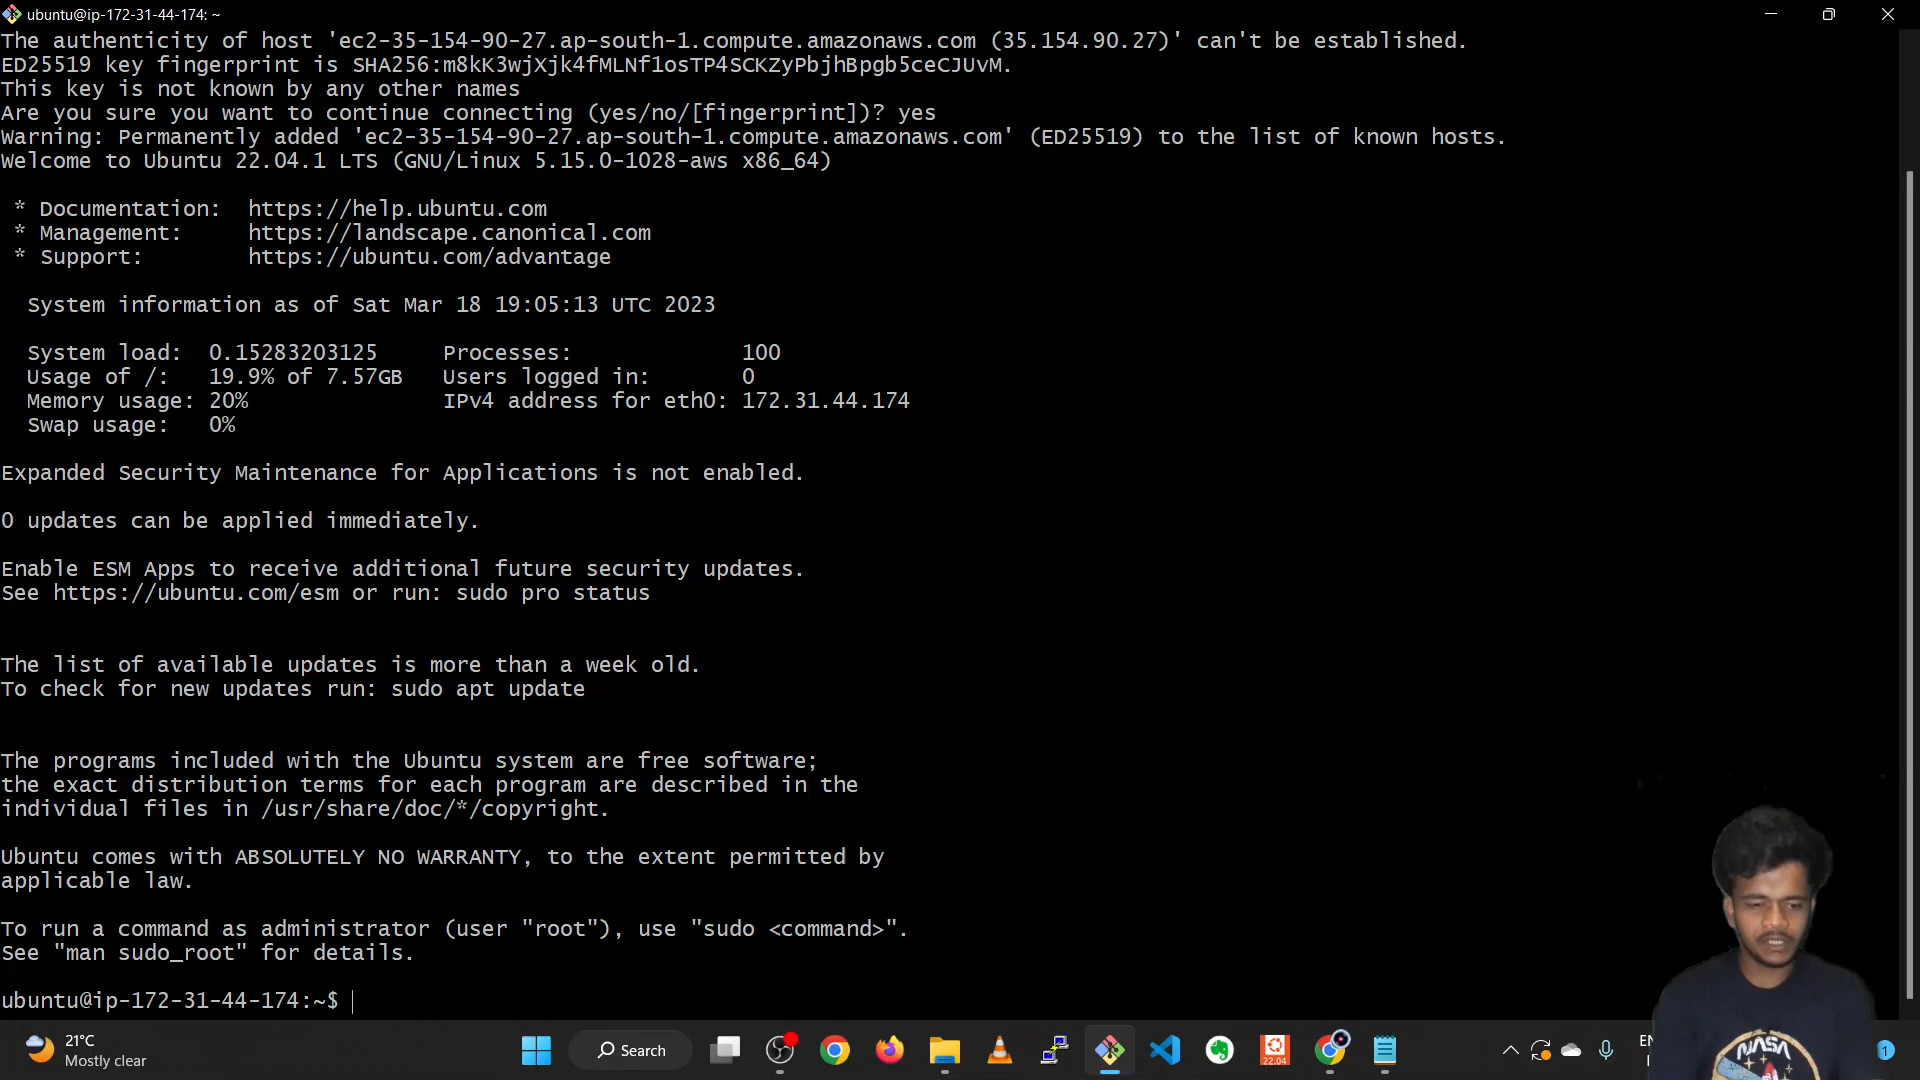 ubuntu@ip-172-31-44-174: ~
The authenticity of host 'ec2-35-154-90-27.ap-south-1.compute.amazonaws.com (35.154.90.27)' can't be established.
ED25519 key fingerprint is SHA256:m8kK3wjXjk4fMLNf1osTP4SCKZyPbjhBpgb5ceCJUvM.
This key is not known by any other names
Are you sure you want to continue connecting (yes/no/[fingerprint])? yes
Warning: Permanently added 'ec2-35-154-90-27.ap-south-1.compute.amazonaws.com' (ED25519) to the list of known hosts.
Welcome to Ubuntu 22.04.1 LTS (GNU/Linux 5.15.0-1028-aws x86_64)
* Documentation:  https://help.ubuntu.com
* Management:     https://landscape.canonical.com
* Support:        https://ubuntu.com/advantage
System information as of Sat Mar 18 19:05:13 UTC 2023
System load:  0.15283203125     Processes:             100
Usage of /:   19.9% of 7.57GB   Users logged in:       0
Memory usage: 20%               IPv4 address for eth0: 172.31.44.174
Swap usage:   0%
Expanded Security Maintenance for Applications is not enabled.
0 updates can be applied immediately.
Enable ESM Apps to receive additional future security updates.
See https://ubuntu.com/esm or run: sudo pro status
The list of available updates is more than a week old.
To check for new updates run: sudo apt update
The programs included with the Ubuntu system are free software;
the exact distribution terms for each program are described in the
individual files in /usr/share/doc/*/copyright.
Ubuntu comes with ABSOLUTELY NO WARRANTY, to the extent permitted by
applicable law.
To run a command as administrator (user "root"), use "sudo <command>".
See "man sudo_root" for details.
ubuntu@ip-172-31-44-174:~$
21°C
Mostly clear
Search
22.04
NASA
1